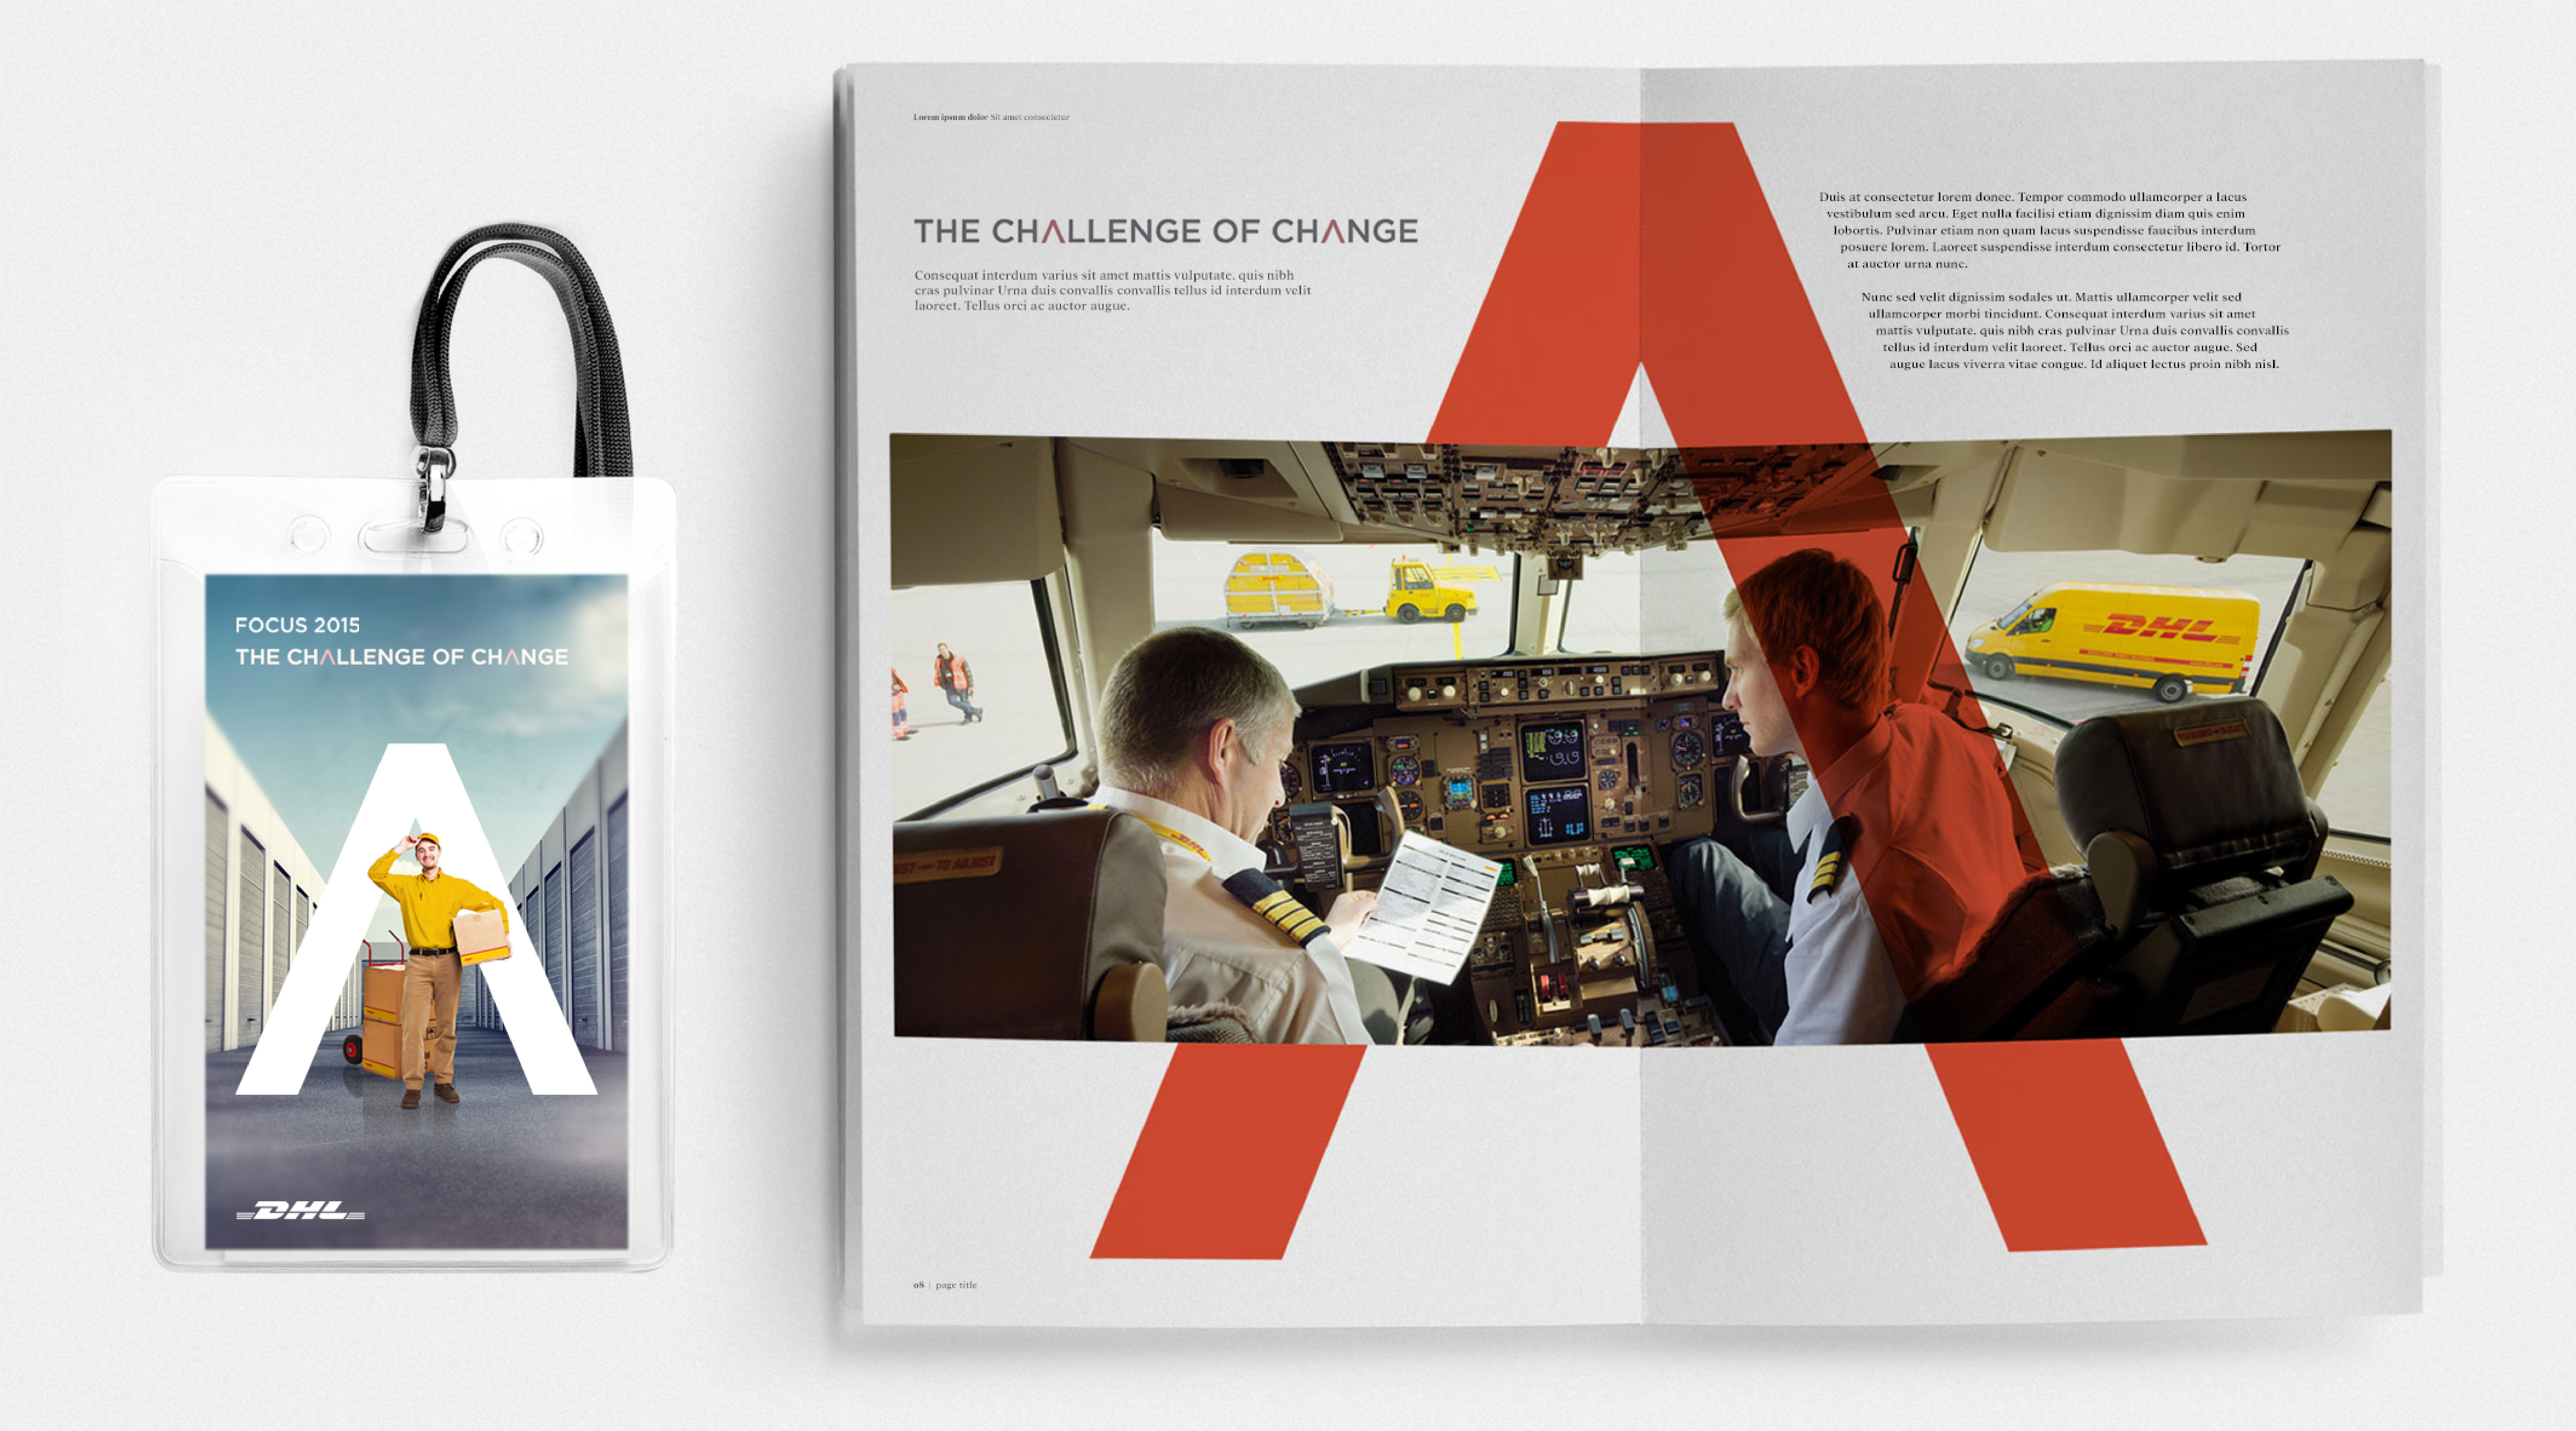 FOCUS 2015
THE CHΛLLENGE OF CHΛNGE
DHL
Lorem ipsum dolor Sit amet consectetur
THE CHΛLLENGE OF CHΛNGE
Consequat interdum varius sit amet mattis vulputate. quis nibh
cras pulvinar Urna duis convallis convallis tellus id interdum velit
laoreet. Tellus orci ac auctor augue.
Duis at consectetur lorem donec. Tempor commodo ullamcorper a lacus
vestibulum sed arcu. Eget nulla facilisi etiam dignissim diam quis enim
lobortis. Pulvinar etiam non quam lacus suspendisse faucibus interdum
posuere lorem. Laoreet suspendisse interdum consectetur libero id. Tortor
at auctor urna nunc.
Nunc sed velit dignissim sodales ut. Mattis ullamcorper velit sed
ullamcorper morbi tincidunt. Consequat interdum varius sit amet
mattis vulputate. quis nibh cras pulvinar Urna duis convallis convallis
tellus id interdum velit laoreet. Tellus orci ac auctor augue. Sed
augue lacus viverra vitae congue. Id aliquet lectus proin nibh nisl.
DHL
TO ADJUST
08 | page title